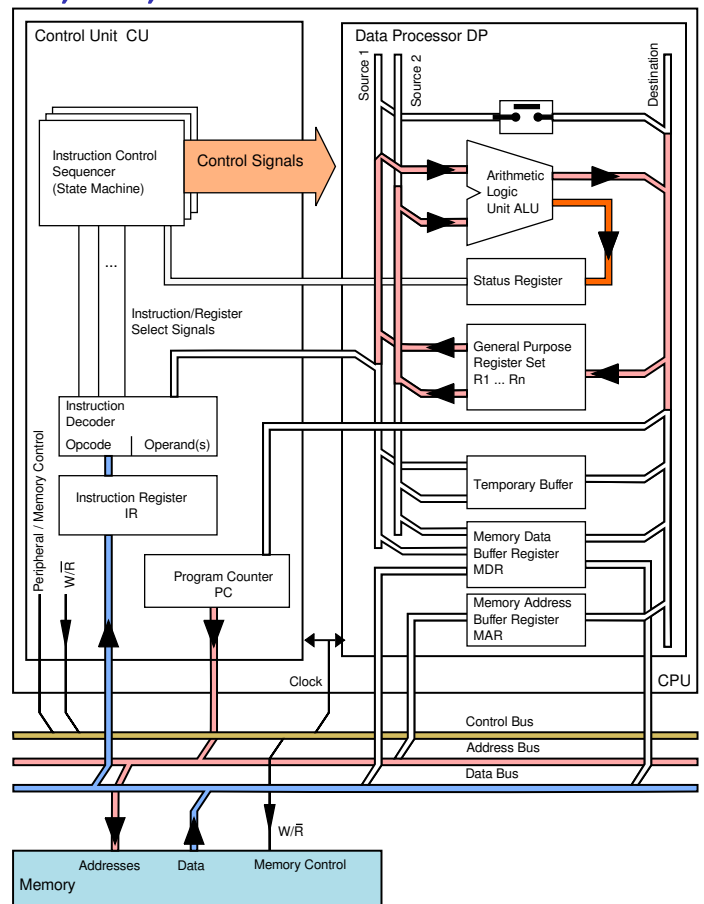 Control Unit CU
Data Processor DP
Source 1
Source 2
Destination
Instruction Control
Sequencer
(State Machine)
Control Signals
Arithmetic
Logic
Unit ALU
Status Register
...
Instruction/Register
Select Signals
General Purpose
Register Set
R1 ... Rn
Instruction
Decoder
Opcode
Operand(s)
Instruction Register
IR
Temporary Buffer
Peripheral / Memory Control
W̅/R
Program Counter
PC
Memory Data
Buffer Register
MDR
Memory Address
Buffer Register
MAR
Clock
CPU
Control Bus
Address Bus
Data Bus
W/R̅
Addresses
Data
Memory Control
Memory